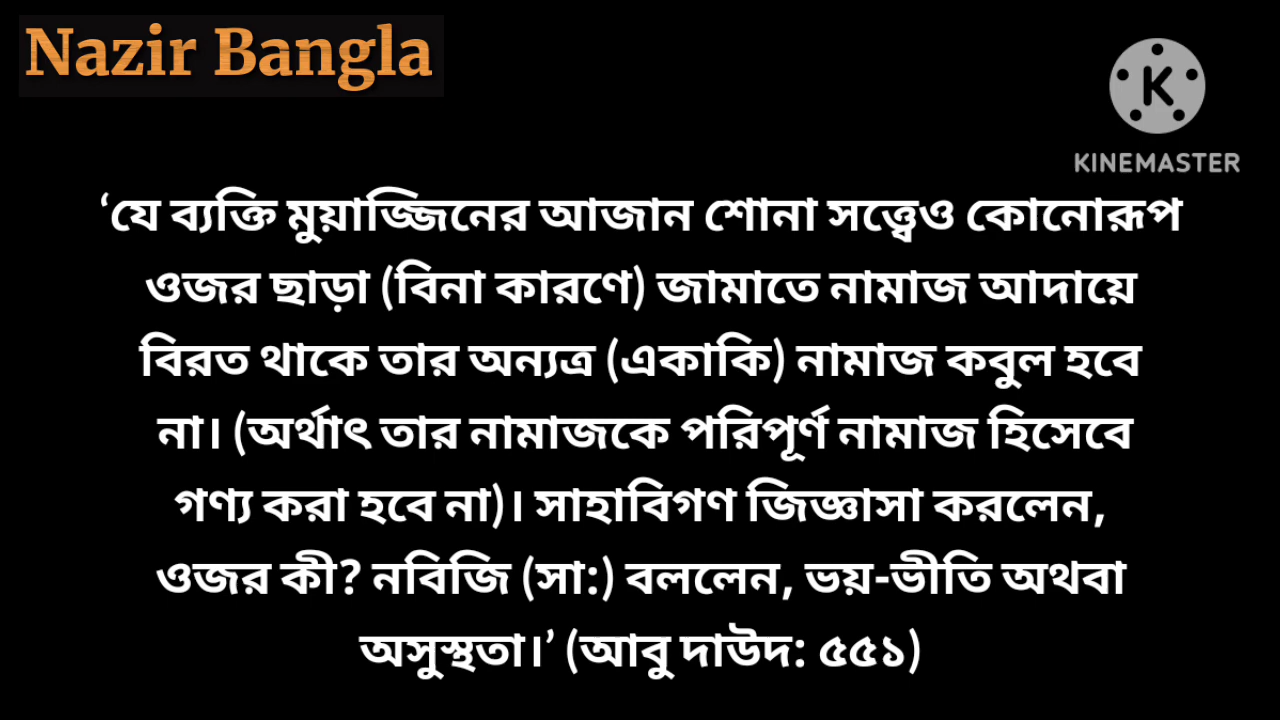 Nazir Bangla
KINEMASTER
‘যে ব্যক্তি মুয়াজ্জিনের আজান শোনা সত্ত্বেও কোনোরূপ
ওজর ছাড়া (বিনা কারণে) জামাতে নামাজ আদায়ে
বিরত থাকে তার অন্যত্র (একাকি) নামাজ কবুল হবে
না। (অর্থাৎ তার নামাজকে পরিপূর্ণ নামাজ হিসেবে
গণ্য করা হবে না)। সাহাবিগণ জিজ্ঞাসা করলেন,
ওজর কী? নবিজি (সা:) বললেন, ভয়-ভীতি অথবা
অসুস্থতা।’ (আবু দাউদ: ৫৫১)